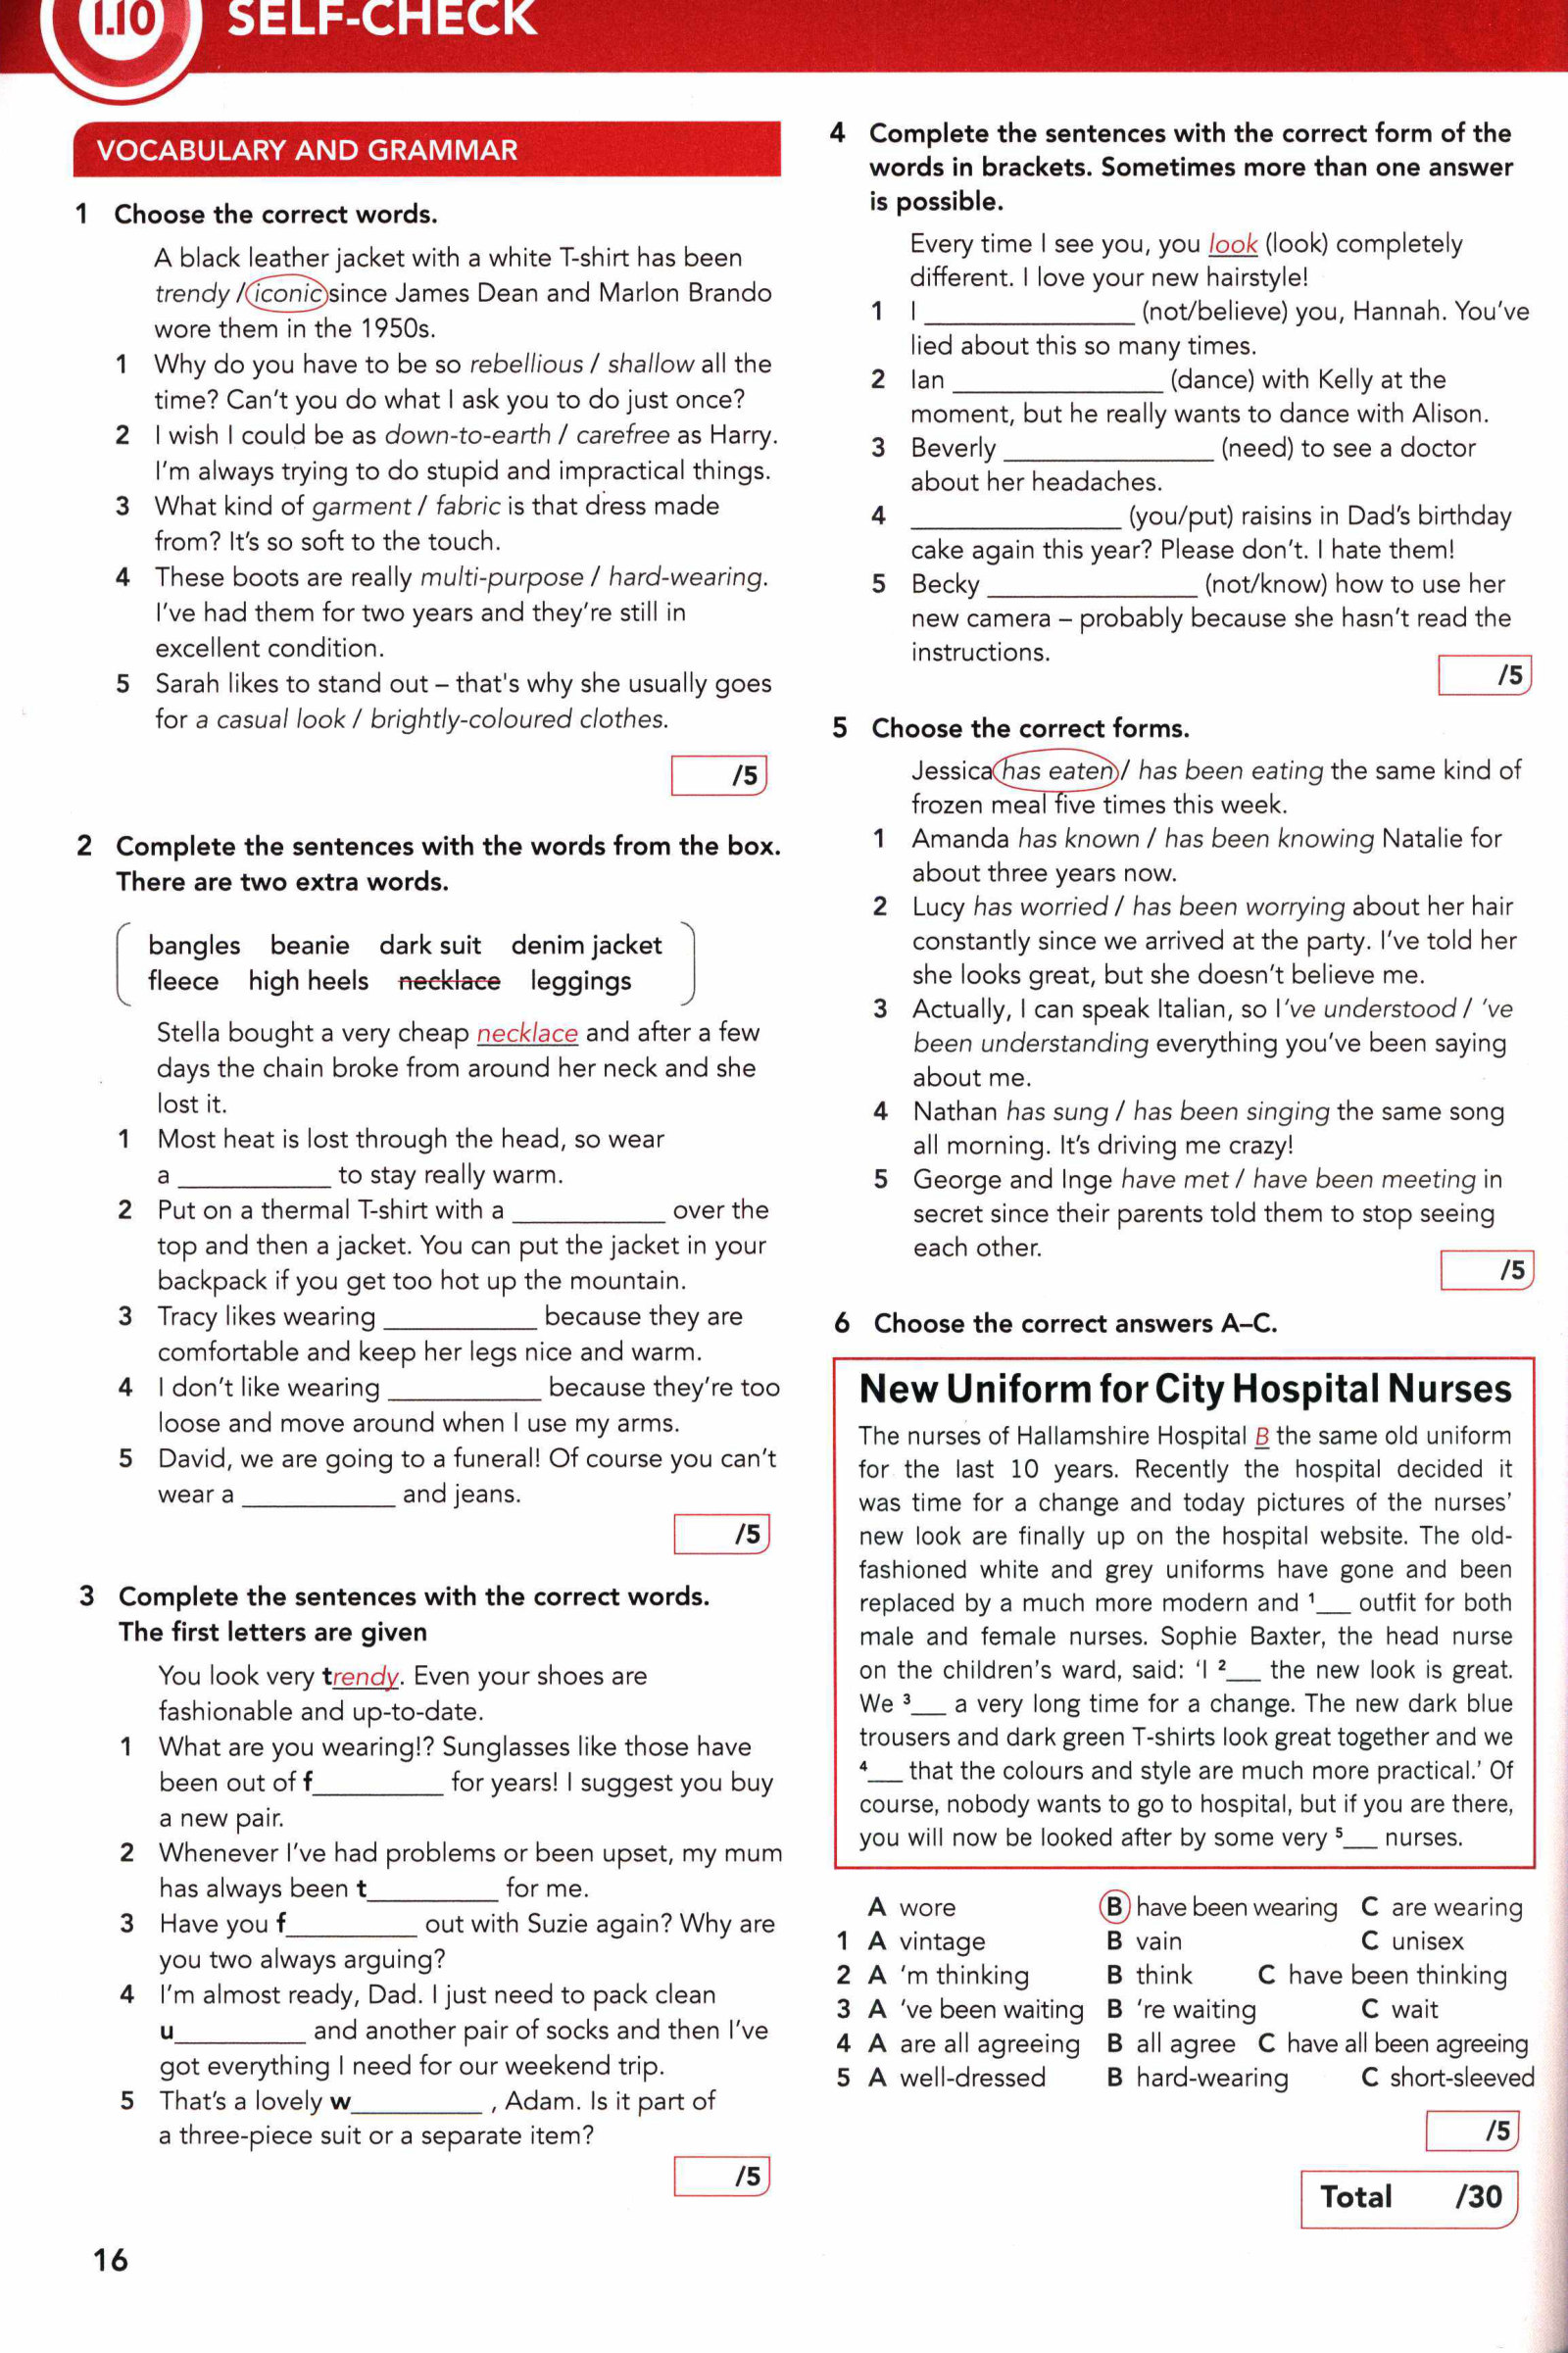 1.10 SELF-CHECK
VOCABULARY AND GRAMMAR
1 Choose the correct words.
A black leather jacket with a white T-shirt has been
trendy / iconic since James Dean and Marlon Brando
wore them in the 1950s.
1 Why do you have to be so rebellious / shallow all the
time? Can't you do what I ask you to do just once?
2 I wish I could be as down-to-earth / carefree as Harry.
I'm always trying to do stupid and impractical things.
3 What kind of garment / fabric is that dress made
from? It's so soft to the touch.
4 These boots are really multi-purpose / hard-wearing.
I've had them for two years and they're still in
excellent condition.
5 Sarah likes to stand out – that's why she usually goes
for a casual look / brightly-coloured clothes.
/5
2 Complete the sentences with the words from the box.
There are two extra words.
bangles beanie dark suit denim jacket
fleece high heels necklace leggings
Stella bought a very cheap necklace and after a few
days the chain broke from around her neck and she
lost it.
1 Most heat is lost through the head, so wear
a ___________ to stay really warm.
2 Put on a thermal T-shirt with a ___________ over the
top and then a jacket. You can put the jacket in your
backpack if you get too hot up the mountain.
3 Tracy likes wearing ___________ because they are
comfortable and keep her legs nice and warm.
4 I don't like wearing ___________ because they're too
loose and move around when I use my arms.
5 David, we are going to a funeral! Of course you can't
wear a ___________ and jeans.
/5
3 Complete the sentences with the correct words.
The first letters are given
You look very trendy. Even your shoes are
fashionable and up-to-date.
1 What are you wearing!? Sunglasses like those have
been out of f_________ for years! I suggest you buy
a new pair.
2 Whenever I've had problems or been upset, my mum
has always been t_________ for me.
3 Have you f_________ out with Suzie again? Why are
you two always arguing?
4 I'm almost ready, Dad. I just need to pack clean
u_________ and another pair of socks and then I've
got everything I need for our weekend trip.
5 That's a lovely w_________ , Adam. Is it part of
a three-piece suit or a separate item?
/5
16
4 Complete the sentences with the correct form of the
words in brackets. Sometimes more than one answer
is possible.
Every time I see you, you look (look) completely
different. I love your new hairstyle!
1 I _______________ (not/believe) you, Hannah. You've
lied about this so many times.
2 Ian _______________ (dance) with Kelly at the
moment, but he really wants to dance with Alison.
3 Beverly _______________ (need) to see a doctor
about her headaches.
4 _______________ (you/put) raisins in Dad's birthday
cake again this year? Please don't. I hate them!
5 Becky _______________ (not/know) how to use her
new camera – probably because she hasn't read the
instructions.
/5
5 Choose the correct forms.
Jessica has eaten / has been eating the same kind of
frozen meal five times this week.
1 Amanda has known / has been knowing Natalie for
about three years now.
2 Lucy has worried / has been worrying about her hair
constantly since we arrived at the party. I've told her
she looks great, but she doesn't believe me.
3 Actually, I can speak Italian, so I've understood / 've
been understanding everything you've been saying
about me.
4 Nathan has sung / has been singing the same song
all morning. It's driving me crazy!
5 George and Inge have met / have been meeting in
secret since their parents told them to stop seeing
each other.
/5
6 Choose the correct answers A–C.
New Uniform for City Hospital Nurses
The nurses of Hallamshire Hospital B the same old uniform
for the last 10 years. Recently the hospital decided it
was time for a change and today pictures of the nurses'
new look are finally up on the hospital website. The old-
fashioned white and grey uniforms have gone and been
replaced by a much more modern and ¹__ outfit for both
male and female nurses. Sophie Baxter, the head nurse
on the children's ward, said: 'I ²__ the new look is great.
We ³__ a very long time for a change. The new dark blue
trousers and dark green T-shirts look great together and we
⁴__ that the colours and style are much more practical.' Of
course, nobody wants to go to hospital, but if you are there,
you will now be looked after by some very ⁵__ nurses.
A wore B have been wearing C are wearing
1 A vintage B vain C unisex
2 A 'm thinking B think C have been thinking
3 A 've been waiting B 're waiting C wait
4 A are all agreeing B all agree C have all been agreeing
5 A well-dressed B hard-wearing C short-sleeved
/5
Total /30